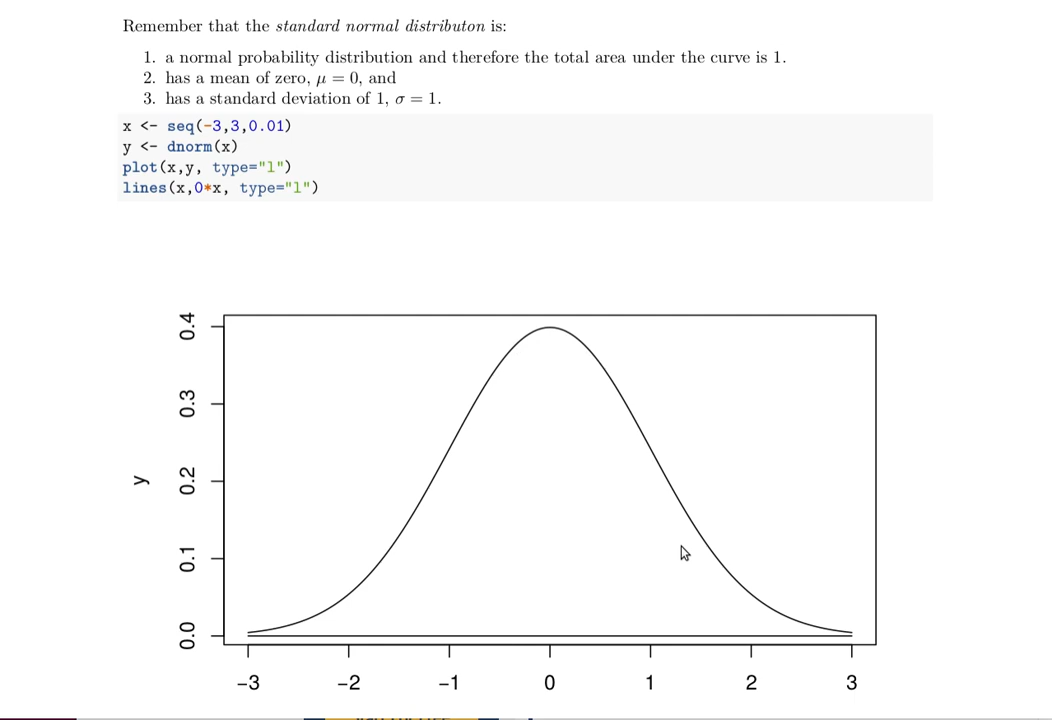 Remember that the standard normal distributon is:
1. a normal probability distribution and therefore the total area under the curve is 1.
2. has a mean of zero, μ = 0, and
3. has a standard deviation of 1, σ = 1.
x <- seq(-3,3,0.01)
y <- dnorm(x)
plot(x,y, type="l")
lines(x,0*x, type="l")
0.4
0.3
0.2
y
0.1
0.0
−3 −2 −1 0 1 2 3